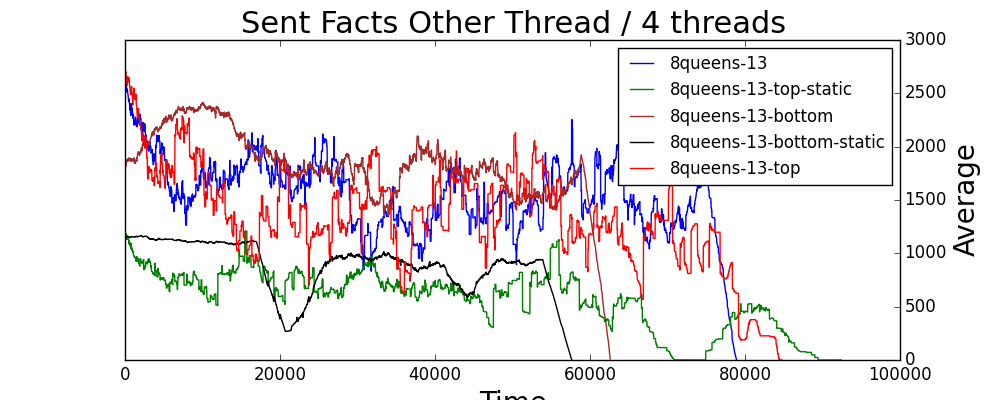 Sent Facts Other Thread / 4 threads
8queens-13
8queens-13-top-static
8queens-13-bottom
8queens-13-bottom-static
8queens-13-top
3000
2500
2000
1500
1000
500
0
Average
0 20000 40000 60000 80000 100000
Time